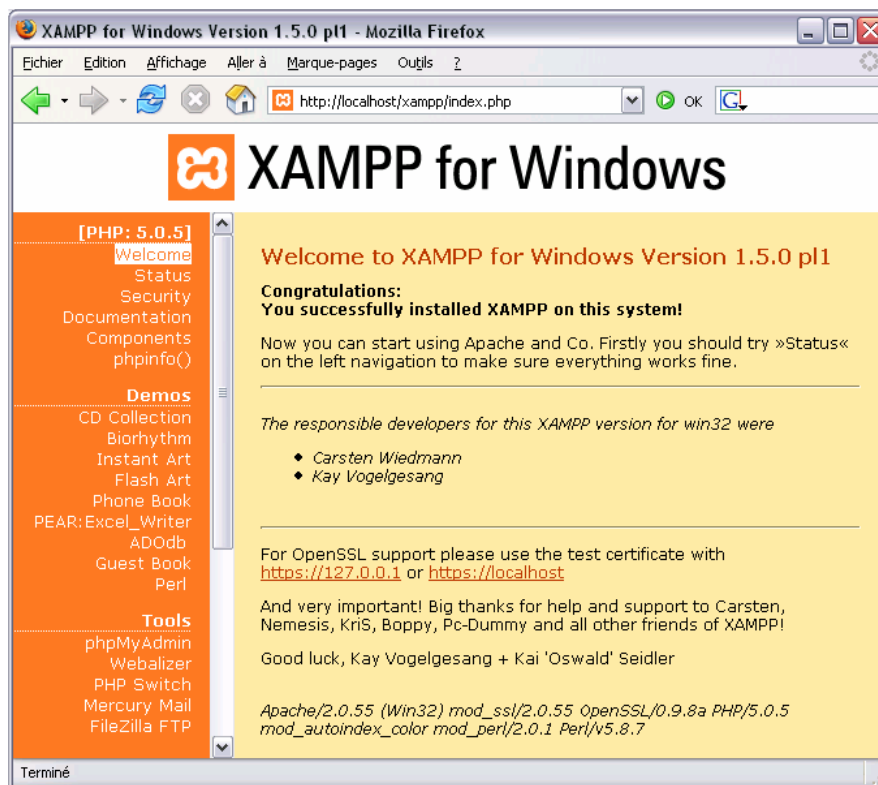 XAMPP for Windows Version 1.5.0 pl1 - Mozilla Firefox
Fichier Edition Affichage Aller à Marque-pages Outils ?
http://localhost/xampp/index.php OK G
XAMPP for Windows
[PHP: 5.0.5]
Welcome
Status
Security
Documentation
Components
phpinfo()
Demos
CD Collection
Biorhythm
Instant Art
Flash Art
Phone Book
PEAR:Excel_Writer
ADOdb
Guest Book
Perl
Tools
phpMyAdmin
Webalizer
PHP Switch
Mercury Mail
FileZilla FTP
Welcome to XAMPP for Windows Version 1.5.0 pl1
Congratulations:
You successfully installed XAMPP on this system!
Now you can start using Apache and Co. Firstly you should try »Status«
on the left navigation to make sure everything works fine.
The responsible developers for this XAMPP version for win32 were
• Carsten Wiedmann
• Kay Vogelgesang
For OpenSSL support please use the test certificate with
https://127.0.0.1 or https://localhost
And very important! Big thanks for help and support to Carsten,
Nemesis, KriS, Boppy, Pc-Dummy and all other friends of XAMPP!
Good luck, Kay Vogelgesang + Kai 'Oswald' Seidler
Apache/2.0.55 (Win32) mod_ssl/2.0.55 OpenSSL/0.9.8a PHP/5.0.5
mod_autoindex_color mod_perl/2.0.1 Perl/v5.8.7
Terminé